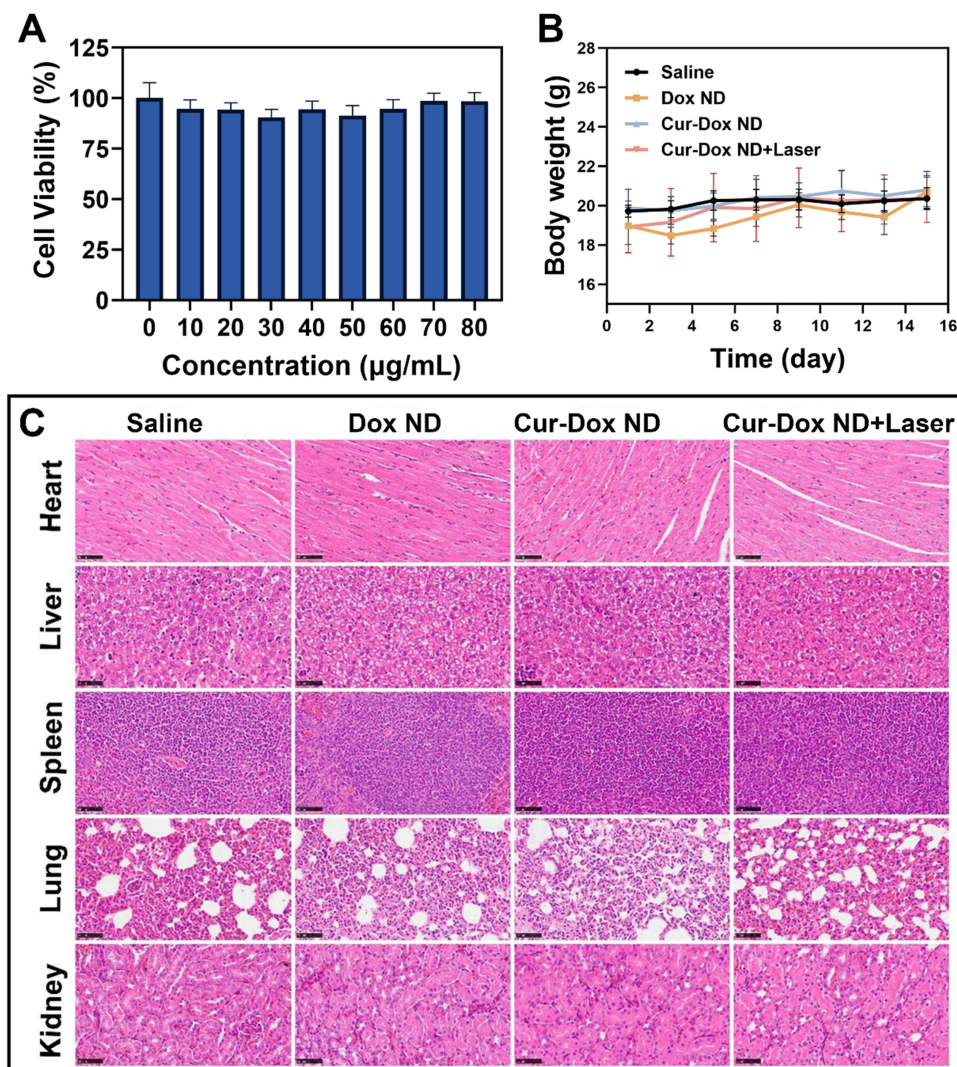 A
Cell Viability (%)
125
100
75
50
25
0
0 10 20 30 40 50 60 70 80
Concentration (µg/mL)
B
Body weight (g)
28
26
24
22
20
18
16
Saline
Dox ND
Cur-Dox ND
Cur-Dox ND+Laser
0 2 4 6 8 10 12 14 16
Time (day)
C
Saline Dox ND Cur-Dox ND Cur-Dox ND+Laser
Heart
Liver
Spleen
Lung
Kidney